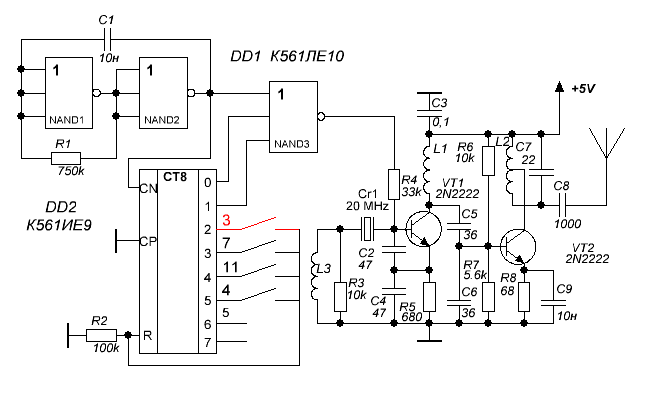 C1
10н
DD1 К561ЛЕ10
1
1
1
NAND1
NAND2
NAND3
R1
750k
+5V
C3
0,1
R6
10k
L2
C7
22
L1
CT8
CN
0
R4
33k
Cr1
20 MHz
VT1
2N2222
C8
1000
DD2
К561ИЕ9
1
3
2
C5
36
CP
7
3
C2
47
VT2
2N2222
11
4
L3
R7
5.6k
R8
68
4
5
R3
10k
C4
47
R5
680
C6
36
C9
10н
5
6
R2
100k
R
7